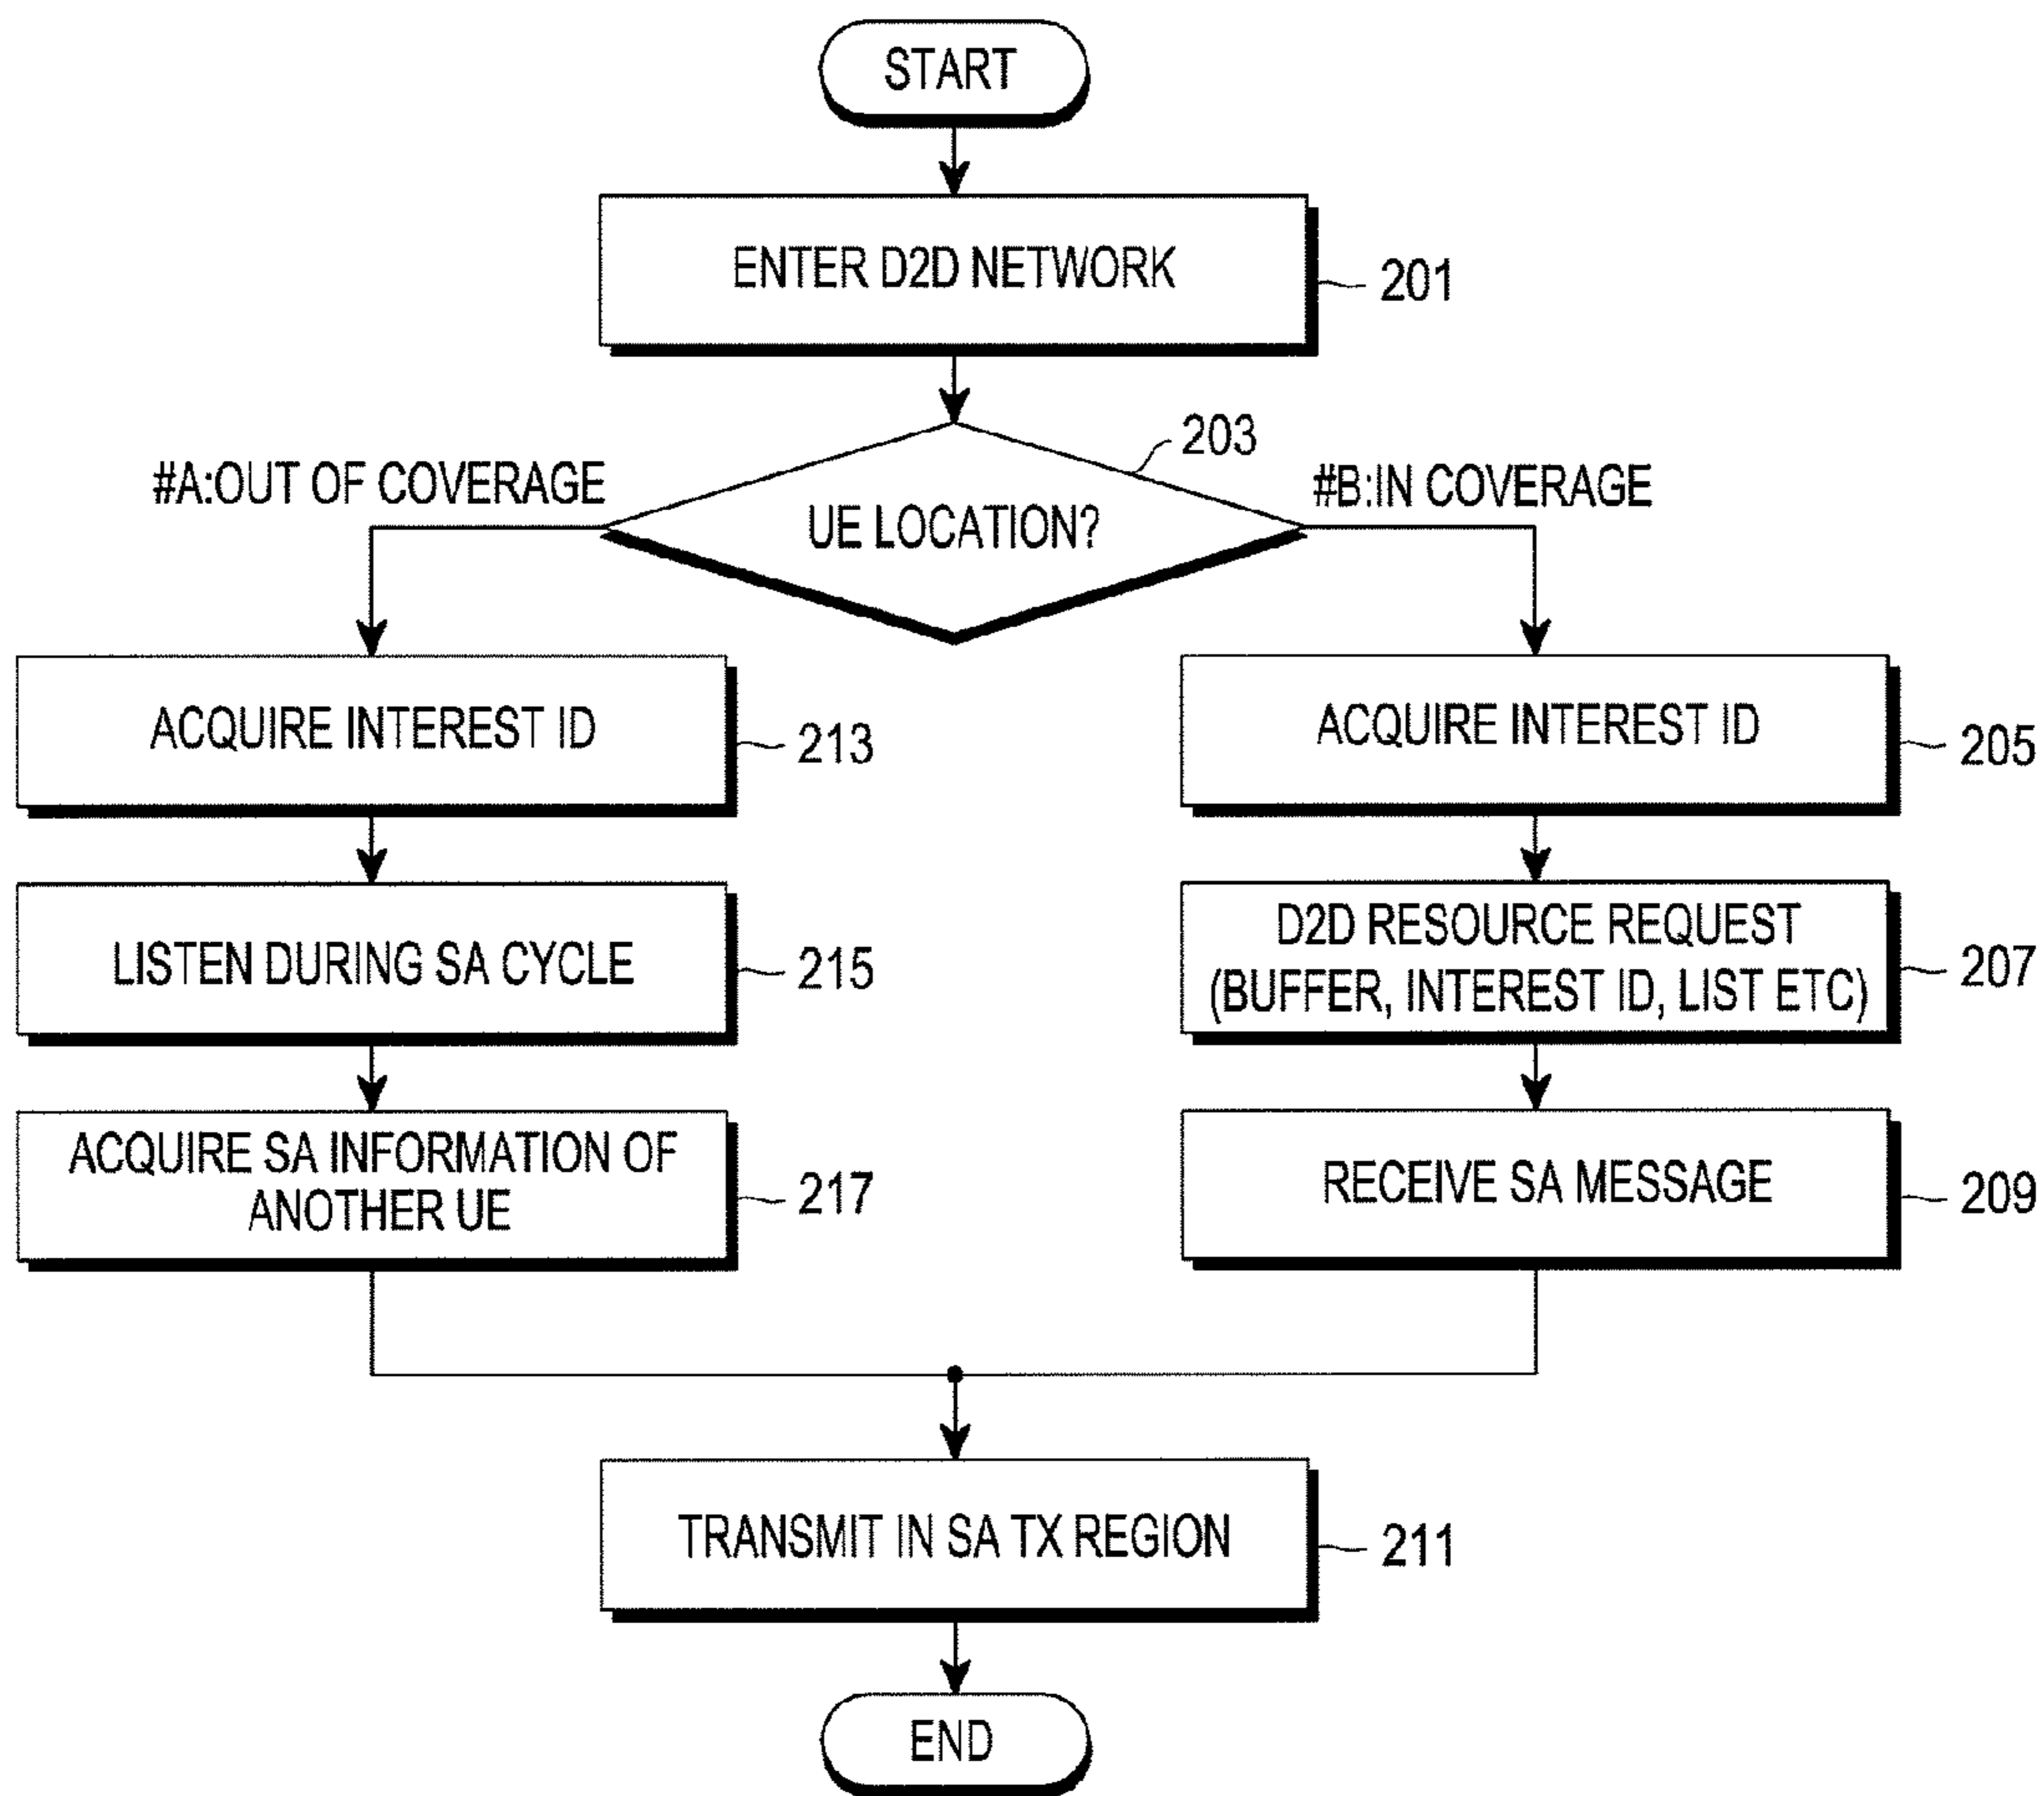 START
ENTER D2D NETWORK
201
203
#A:OUT OF COVERAGE
UE LOCATION?
#B:IN COVERAGE
ACQUIRE INTEREST ID
213
ACQUIRE INTEREST ID
205
LISTEN DURING SA CYCLE
215
D2D RESOURCE REQUEST
(BUFFER, INTEREST ID, LIST ETC)
207
ACQUIRE SA INFORMATION OF
ANOTHER UE
217
RECEIVE SA MESSAGE
209
TRANSMIT IN SA TX REGION
211
END